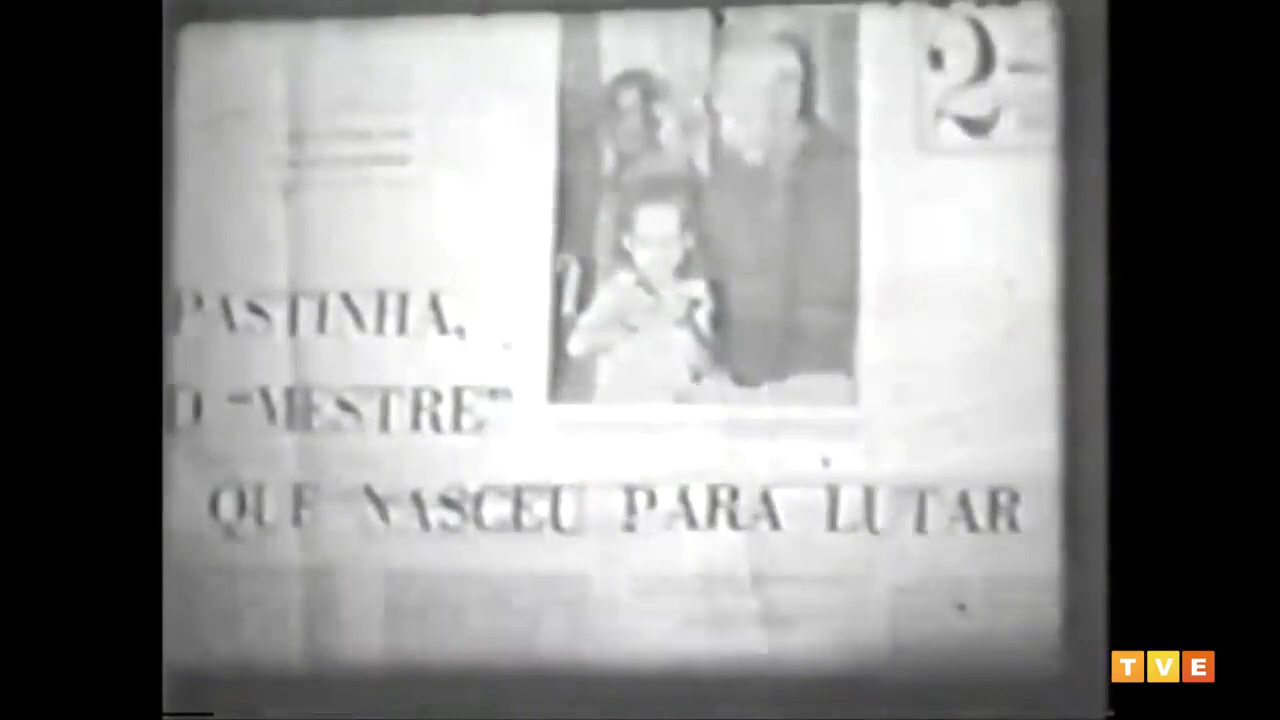 2
PASTINHA,
O "MESTRE"
QUE NASCEU PARA LUTAR
TVE